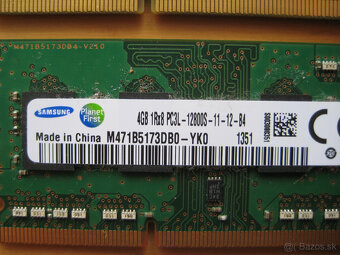 M471B5173DB4-V2.0
SAMSUNG
Planet First
4GB 1Rx8 PC3L-12800S-11-12-B4
Made in China M471B5173DB0-YK0 1351
Bazos.sk